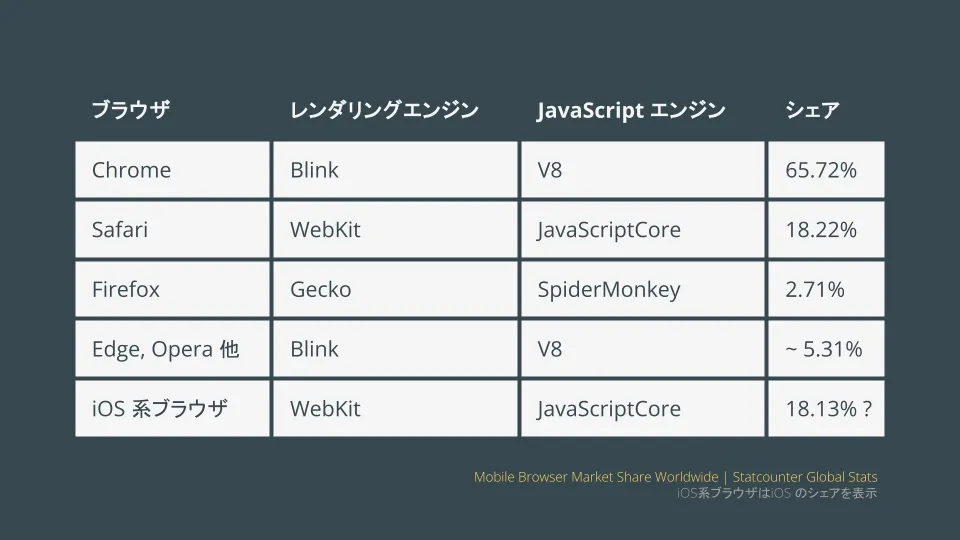 ブラウザ レンダリングエンジン JavaScript エンジン シェア
Chrome Blink V8 65.72%
Safari WebKit JavaScriptCore 18.22%
Firefox Gecko SpiderMonkey 2.71%
Edge, Opera 他 Blink V8 ~ 5.31%
iOS 系ブラウザ WebKit JavaScriptCore 18.13% ?
Mobile Browser Market Share Worldwide | Statcounter Global Stats
iOS系ブラウザはiOS のシェアを表示